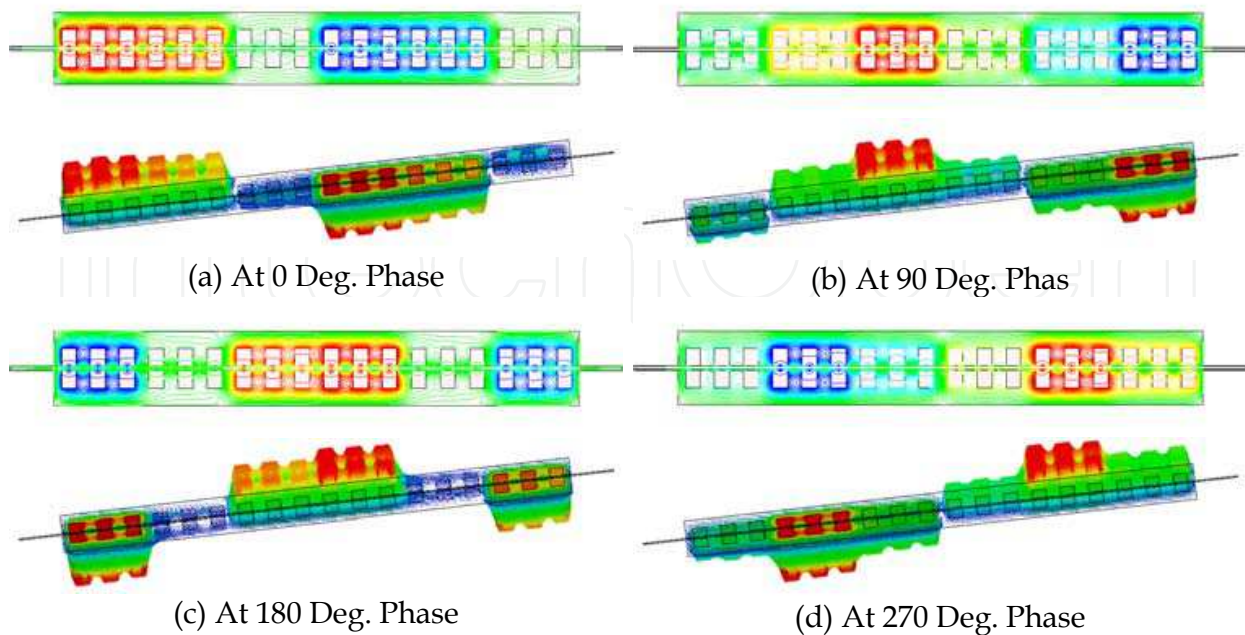 (a) At 0 Deg. Phase
(b) At 90 Deg. Phas
(c) At 180 Deg. Phase
(d) At 270 Deg. Phase